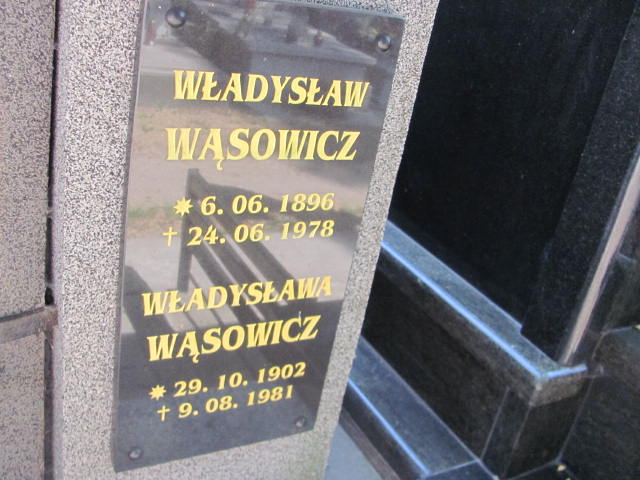 WŁADYSŁAW
WĄSOWICZ
✷ 6. 06. 1896
† 24. 06. 1978
WŁADYSŁAWA
WĄSOWICZ
✷ 29. 10. 1902
† 9. 08. 1981